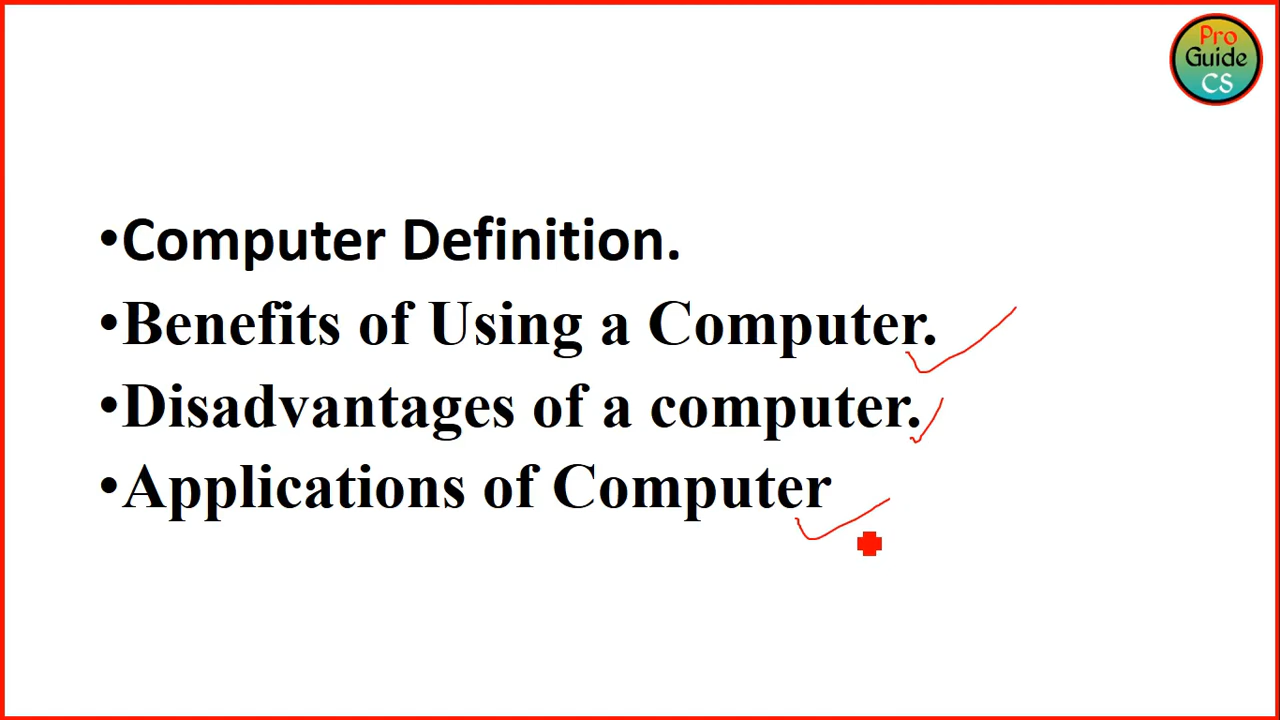 Pro
Guide
CS
•Computer Definition.
•Benefits of Using a Computer.
•Disadvantages of a computer.
•Applications of Computer